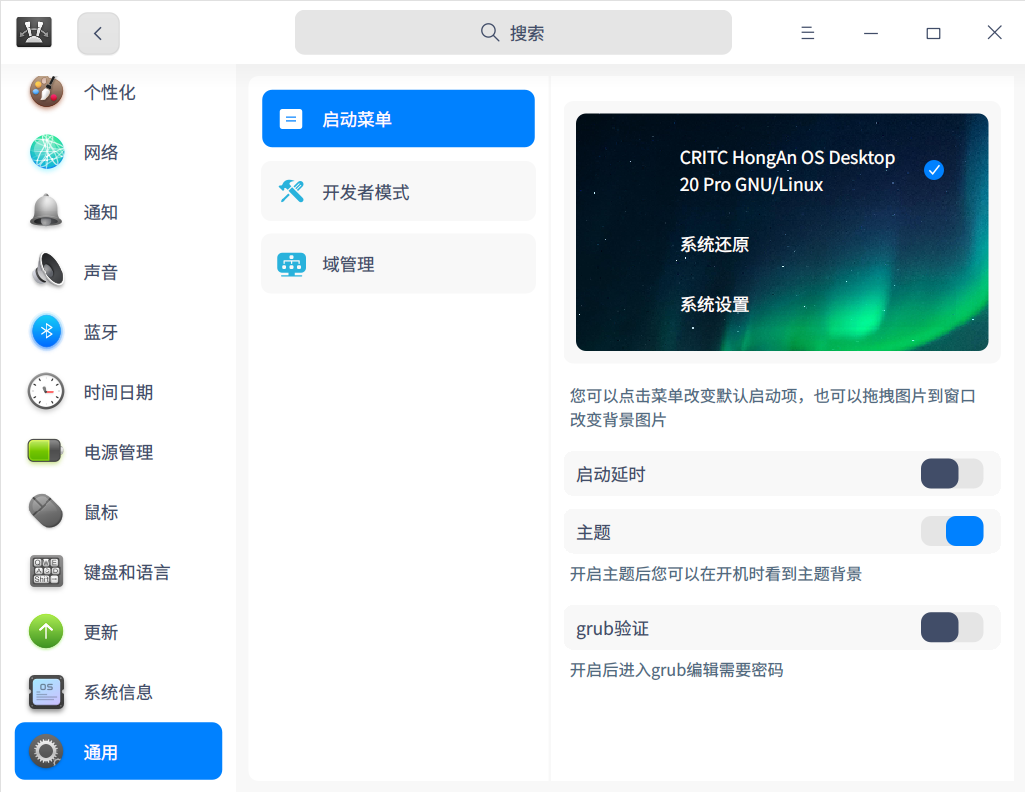 搜索
个性化
网络
通知
声音
蓝牙
时间日期
电源管理
鼠标
键盘和语言
更新
系统信息
通用
启动菜单
开发者模式
域管理
CRITC HongAn OS Desktop
20 Pro GNU/Linux
系统还原
系统设置
您可以点击菜单改变默认启动项，也可以拖拽图片到窗口
改变背景图片
启动延时
主题
开启主题后您可以在开机时看到主题背景
grub验证
开启后进入grub编辑需要密码